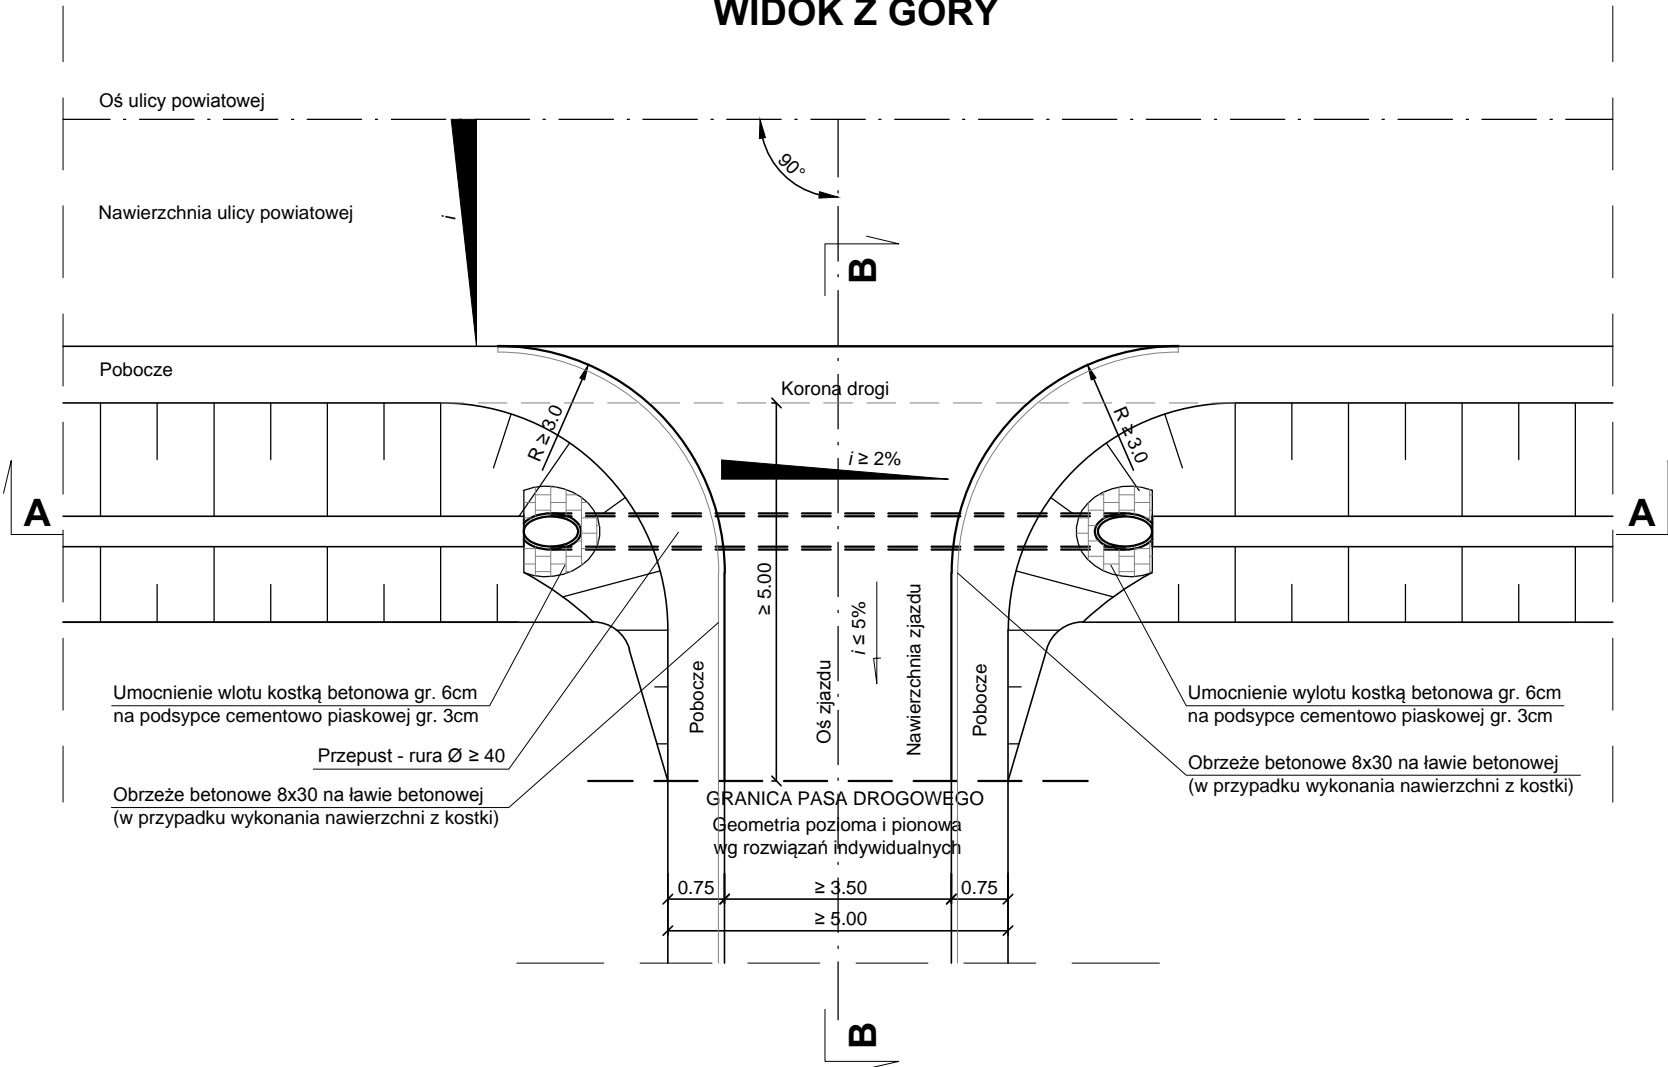 WIDOK Z GÓRY
Oś ulicy powiatowej
90°
Nawierzchnia ulicy powiatowej
i
B
Pobocze
Korona drogi
R ≥ 3.0
R ≥ 3.0
i ≥ 2%
A
A
≥ 5.00
i ≤ 5%
Oś zjazdu
Nawierzchnia zjazdu
Pobocze
Pobocze
Umocnienie wlotu kostką betonowa gr. 6cm
na podsypce cementowo piaskowej gr. 3cm
Umocnienie wylotu kostką betonowa gr. 6cm
na podsypce cementowo piaskowej gr. 3cm
Przepust - rura Ø ≥ 40
Obrzeże betonowe 8x30 na ławie betonowej
(w przypadku wykonania nawierzchni z kostki)
Obrzeże betonowe 8x30 na ławie betonowej
(w przypadku wykonania nawierzchni z kostki)
GRANICA PASA DROGOWEGO
Geometria pozioma i pionowa
wg rozwiązań indywidualnych
0.75
≥ 3.50
0.75
≥ 5.00
B